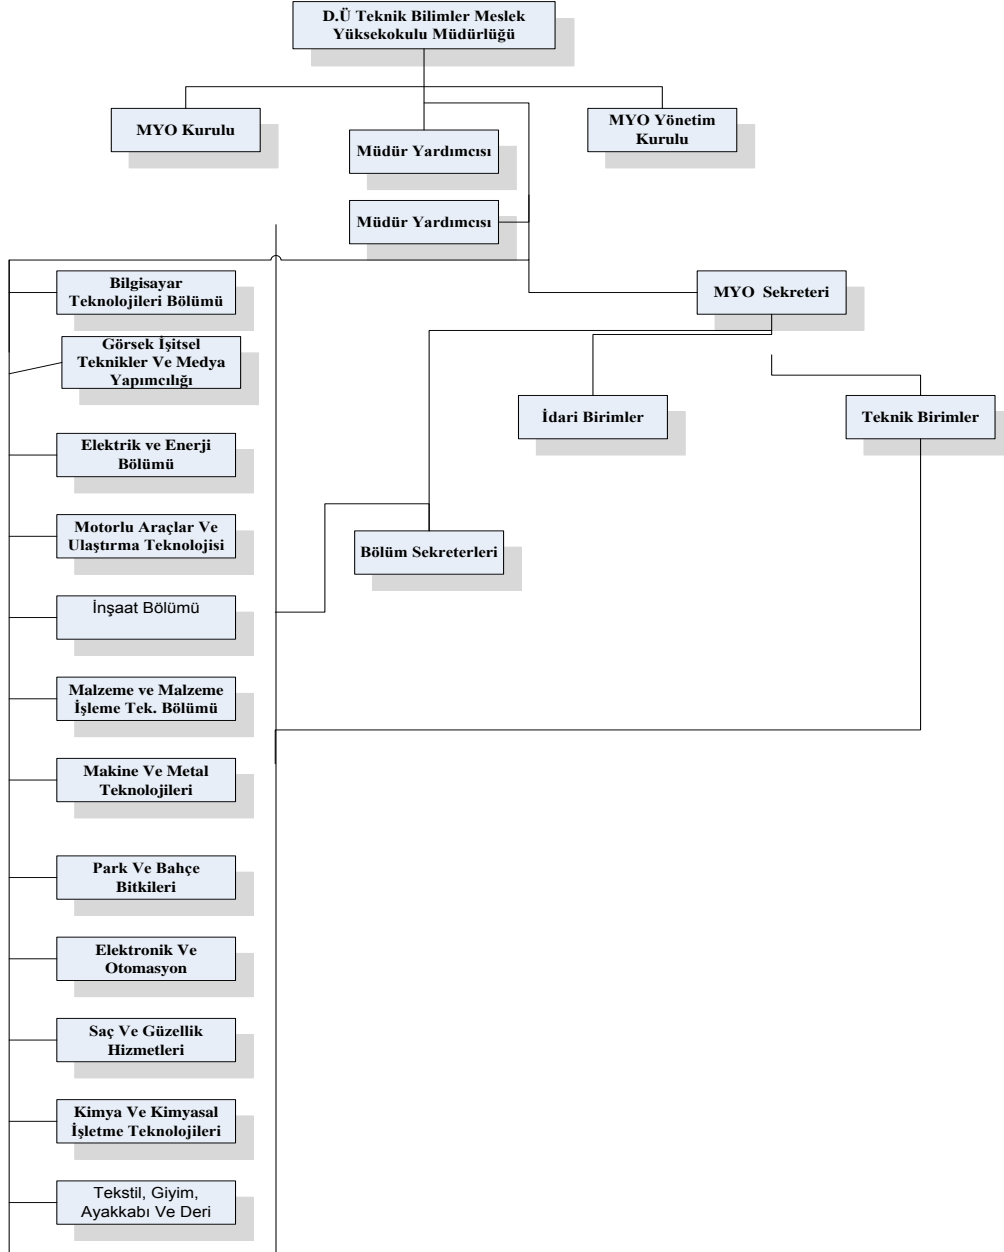 D.Ü Teknik Bilimler Meslek
Yüksekokulu Müdürlüğü
MYO Kurulu
Müdür Yardımcısı
MYO Yönetim
Kurulu
Müdür Yardımcısı
Bilgisayar
Teknolojileri Bölümü
MYO Sekreteri
Görsek İşitsel
Teknikler Ve Medya
Yapımcılığı
İdari Birimler
Teknik Birimler
Elektrik ve Enerji
Bölümü
Motorlu Araçlar Ve
Ulaştırma Teknolojisi
Bölüm Sekreterleri
İnşaat Bölümü
Malzeme ve Malzeme
İşleme Tek. Bölümü
Makine Ve Metal
Teknolojileri
Park Ve Bahçe
Bitkileri
Elektronik Ve
Otomasyon
Saç Ve Güzellik
Hizmetleri
Kimya Ve Kimyasal
İşletme Teknolojileri
Tekstil, Giyim,
Ayakkabı Ve Deri